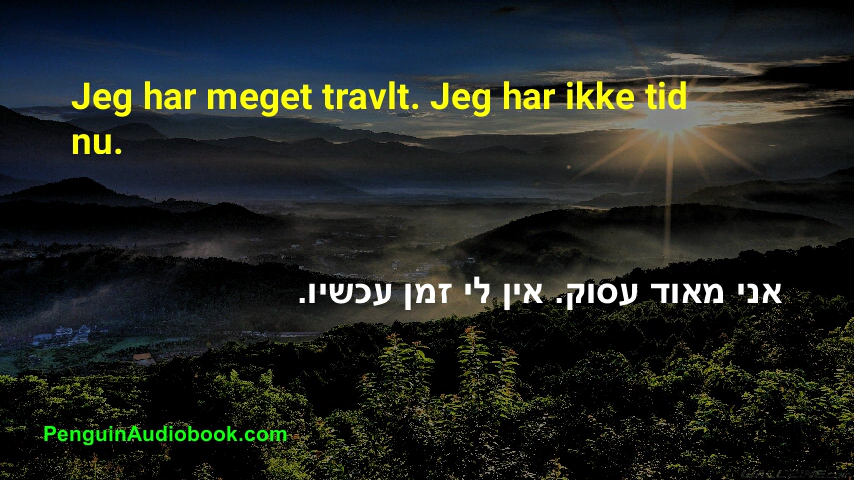 Jeg har meget travlt. Jeg har ikke tid
nu.
אני מאוד עסוק. אין לי זמן עכשיו.
PenguinAudiobook.com